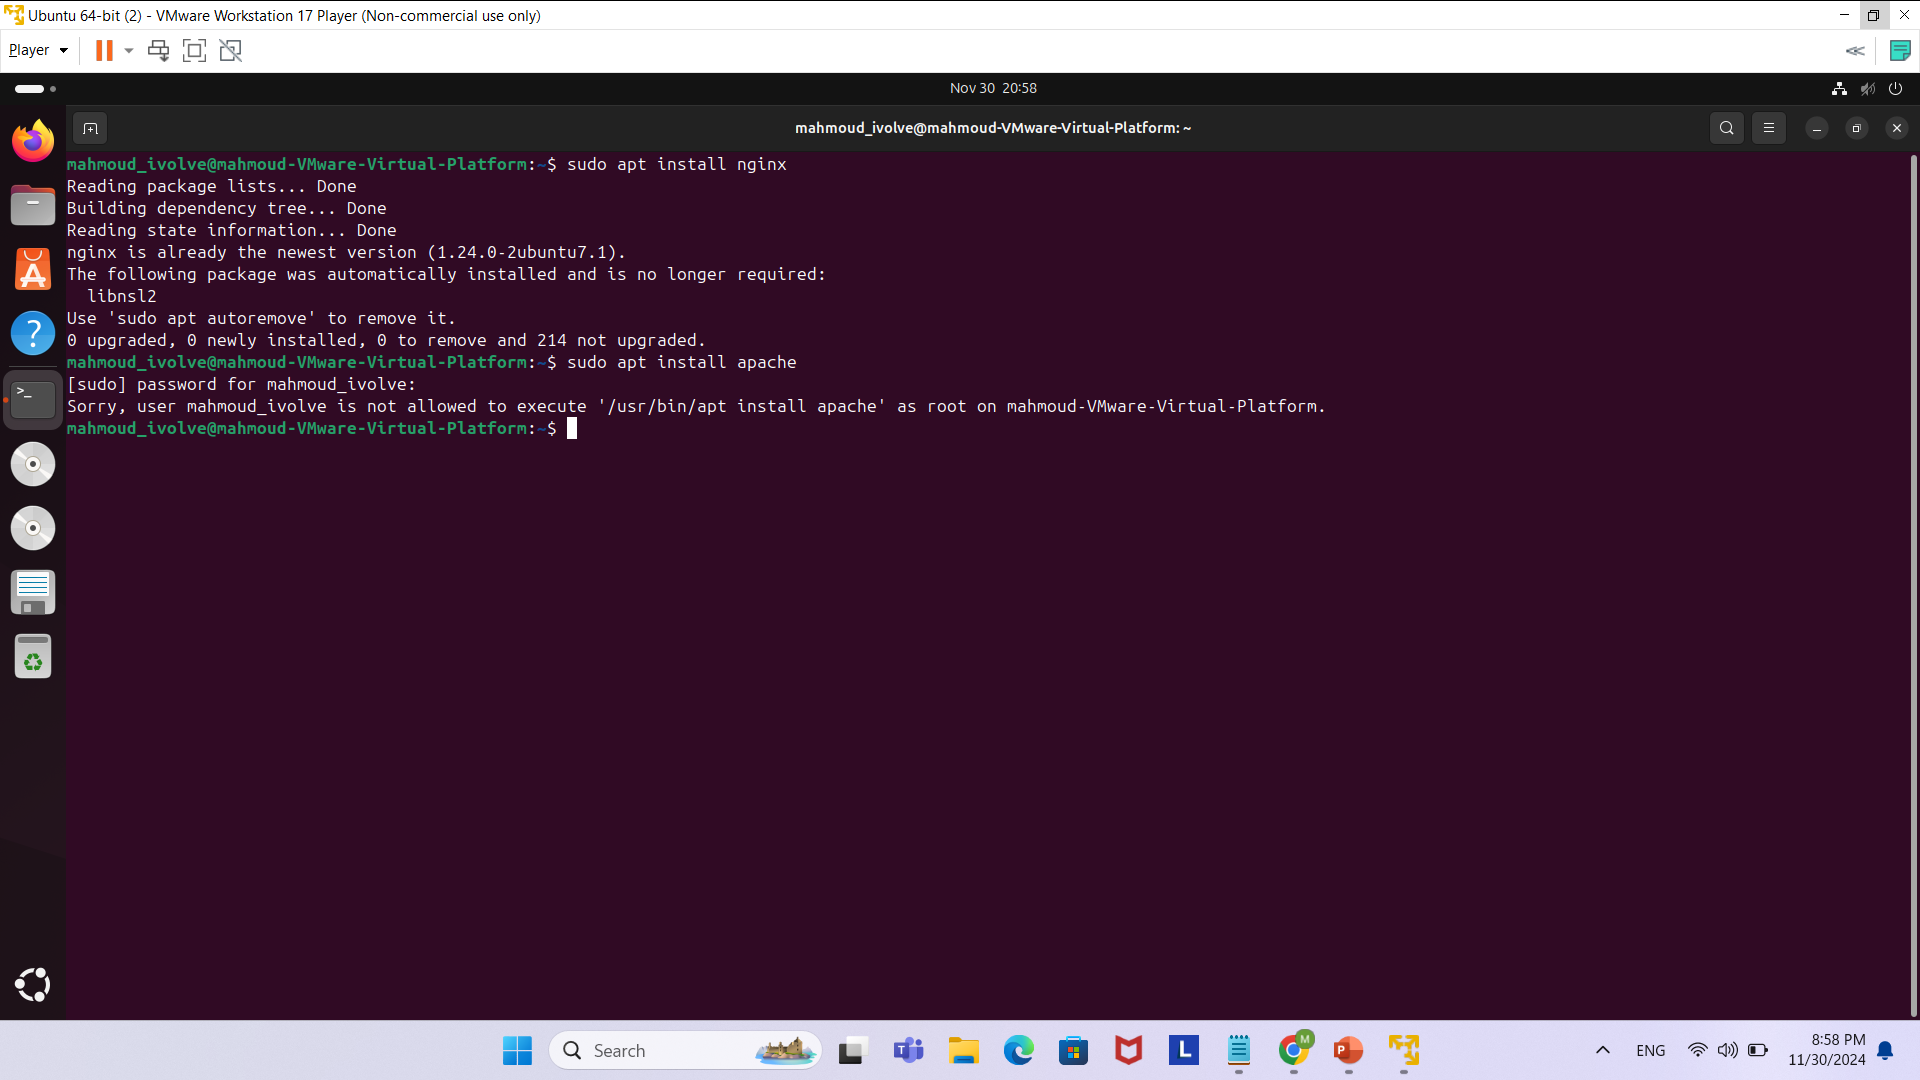 Ubuntu 64-bit (2) - VMware Workstation 17 Player (Non-commercial use only)
Player
Nov 30 20:58
mahmoud_ivolve@mahmoud-VMware-Virtual-Platform: ~
mahmoud_ivolve@mahmoud-VMware-Virtual-Platform:~$ sudo apt install nginx
Reading package lists... Done
Building dependency tree... Done
Reading state information... Done
nginx is already the newest version (1.24.0-2ubuntu7.1).
The following package was automatically installed and is no longer required:
  libnsl2
Use 'sudo apt autoremove' to remove it.
0 upgraded, 0 newly installed, 0 to remove and 214 not upgraded.
mahmoud_ivolve@mahmoud-VMware-Virtual-Platform:~$ sudo apt install apache
[sudo] password for mahmoud_ivolve:
Sorry, user mahmoud_ivolve is not allowed to execute '/usr/bin/apt install apache' as root on mahmoud-VMware-Virtual-Platform.
mahmoud_ivolve@mahmoud-VMware-Virtual-Platform:~$
Search
ENG
8:58 PM
11/30/2024